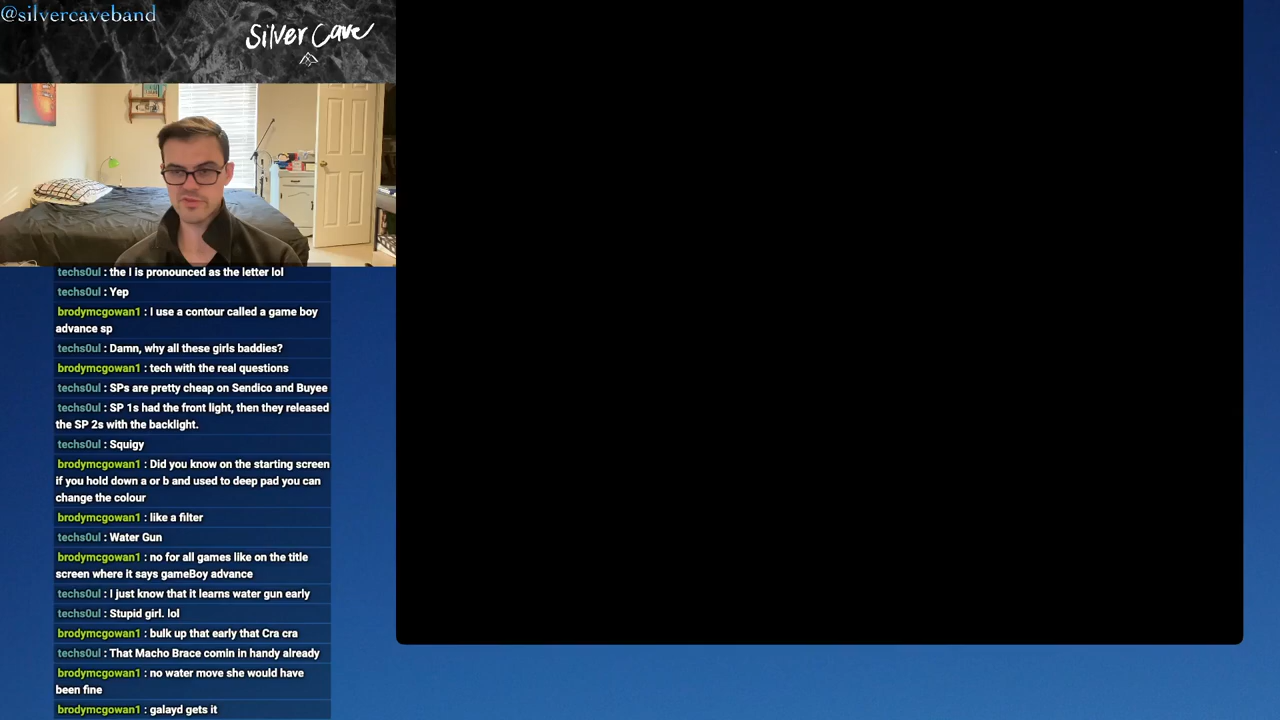 @silvercaveband
Silver Cave
techs0ul : the I is pronounced as the letter lol
techs0ul : Yep
brodymcgowan1 : I use a contour called a game boy
advance sp
techs0ul : Damn, why all these girls baddies?
brodymcgowan1 : tech with the real questions
techs0ul : SPs are pretty cheap on Sendico and Buyee
techs0ul : SP 1s had the front light, then they released
the SP 2s with the backlight.
techs0ul : Squigy
brodymcgowan1 : Did you know on the starting screen
if you hold down a or b and used to deep pad you can
change the colour
brodymcgowan1 : like a filter
techs0ul : Water Gun
brodymcgowan1 : no for all games like on the title
screen where it says gameBoy advance
techs0ul : I just know that it learns water gun early
techs0ul : Stupid girl. lol
brodymcgowan1 : bulk up that early that Cra cra
techs0ul : That Macho Brace comin in handy already
brodymcgowan1 : no water move she would have
been fine
brodymcgowan1 : galayd gets it